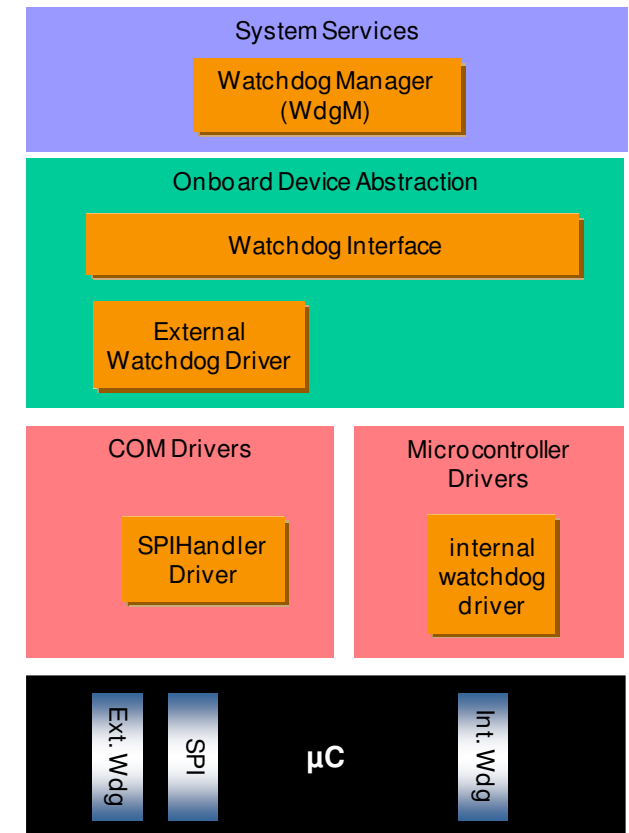 System Services
Watchdog Manager
(WdgM)
Onboard Device Abstraction
Watchdog Interface
External
Watchdog Driver
COM Drivers
SPIHandler
Driver
Microcontroller
Drivers
internal
watchdog
driver
Ext. Wdg
SPI
µC
Int. Wdg